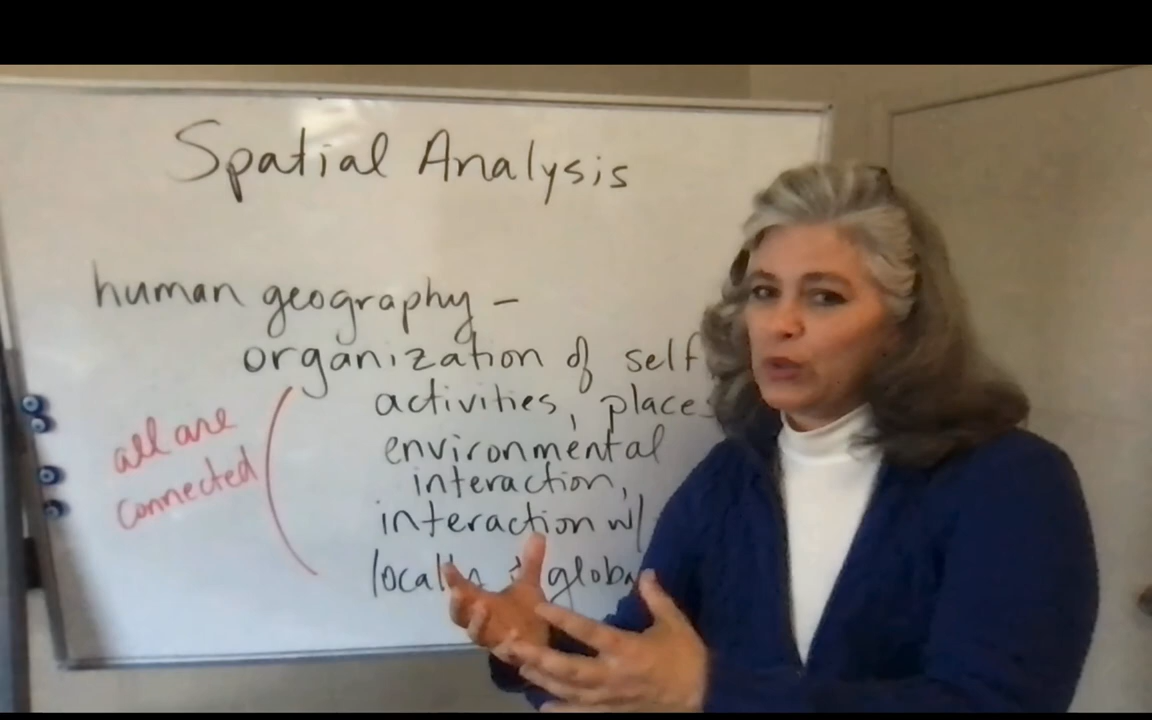 Spatial Analysis
human geography -
organization of self,
activities, places
environmental
interaction,
all are
connected
interaction w/